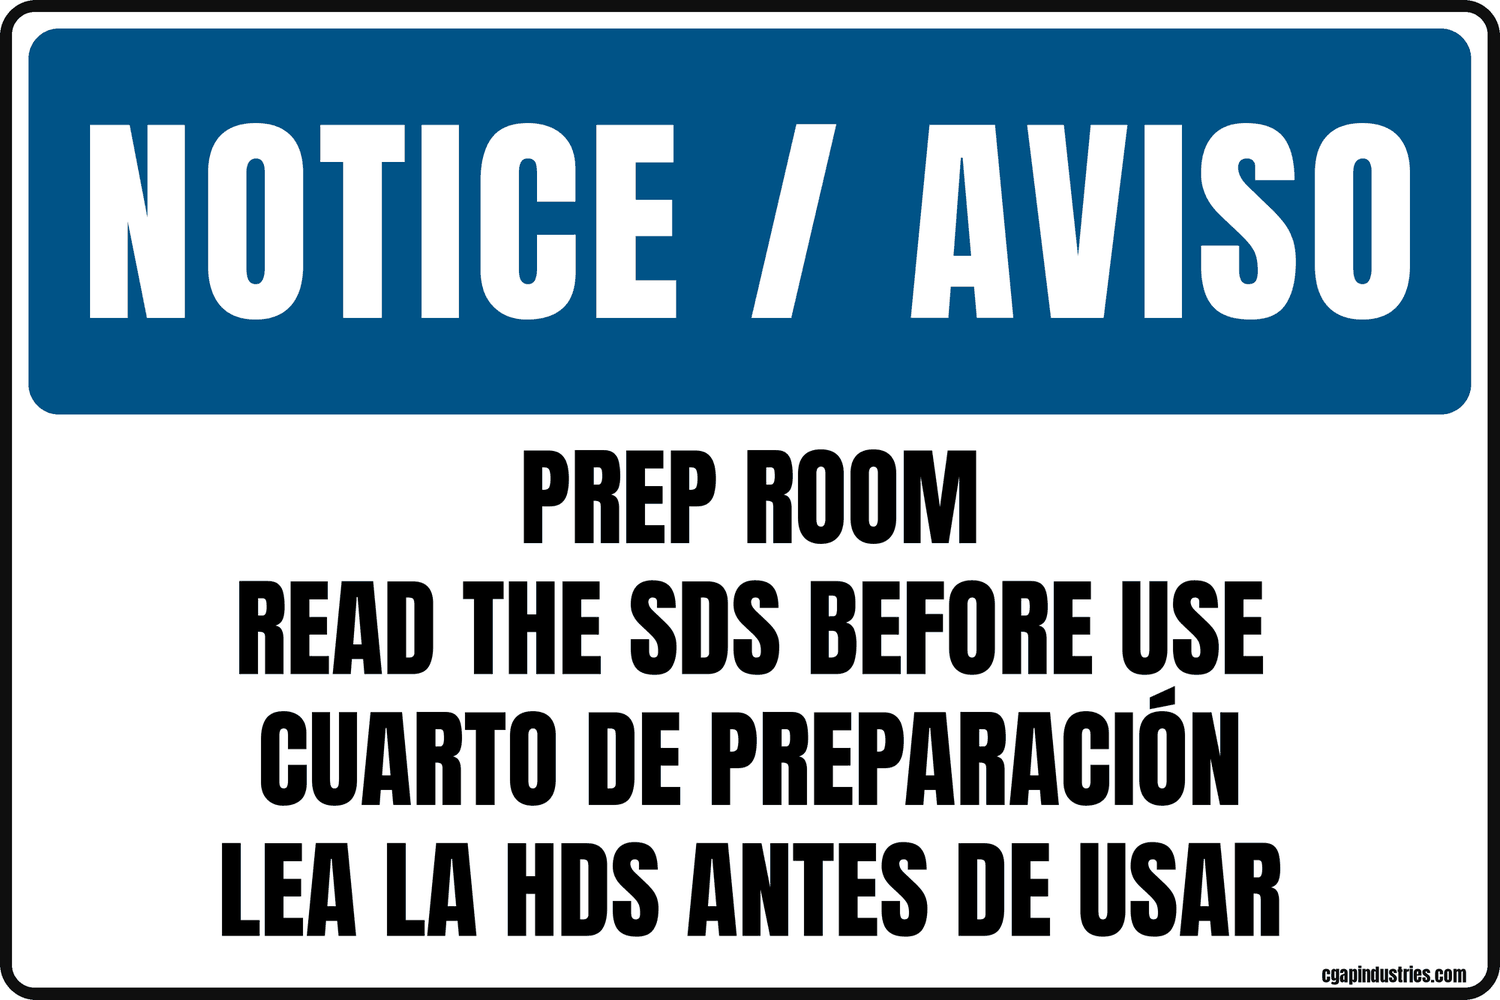 NOTICE / AVISO
PREP ROOM
READ THE SDS BEFORE USE
CUARTO DE PREPARACIÓN
LEA LA HDS ANTES DE USAR
cgapindustries.com